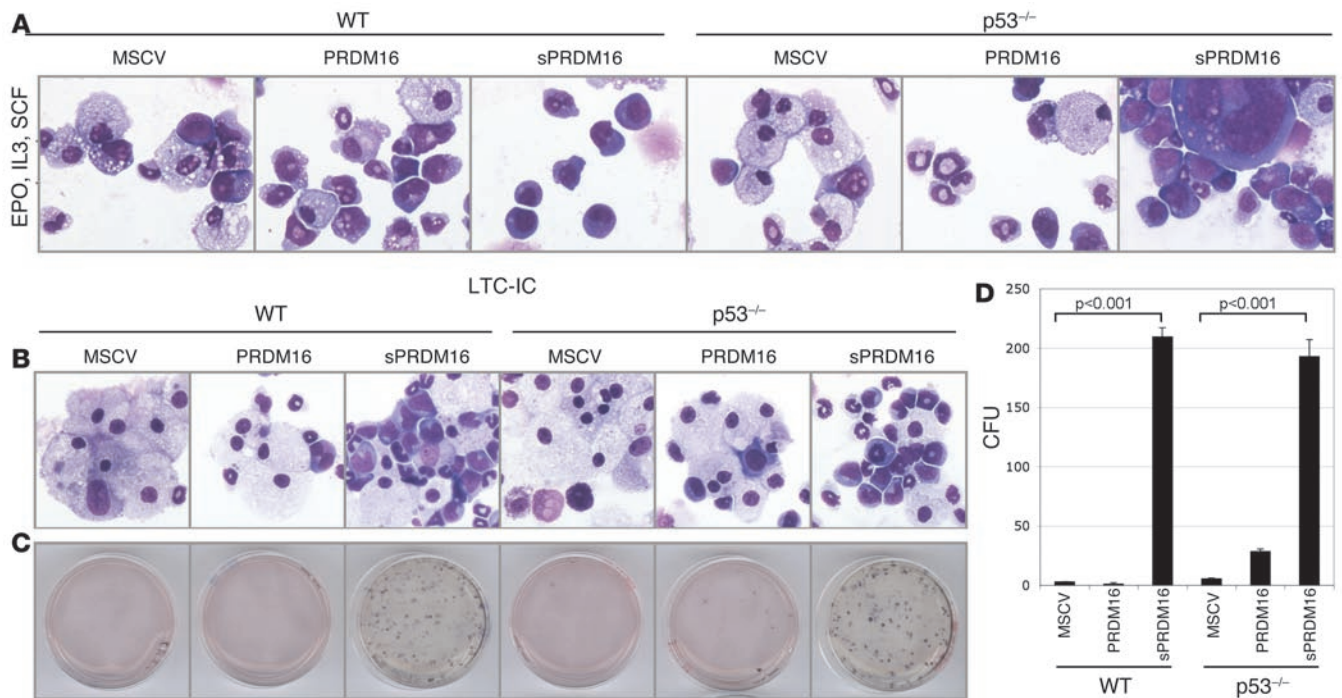 A
WT
p53–/–
MSCV
PRDM16
sPRDM16
MSCV
PRDM16
sPRDM16
EPO, IL3, SCF
LTC-IC
WT
p53–/–
B
MSCV
PRDM16
sPRDM16
MSCV
PRDM16
sPRDM16
C
D
250
200
150
100
50
0
CFU
p<0.001
p<0.001
MSCV
PRDM16
sPRDM16
MSCV
PRDM16
sPRDM16
WT
p53–/–